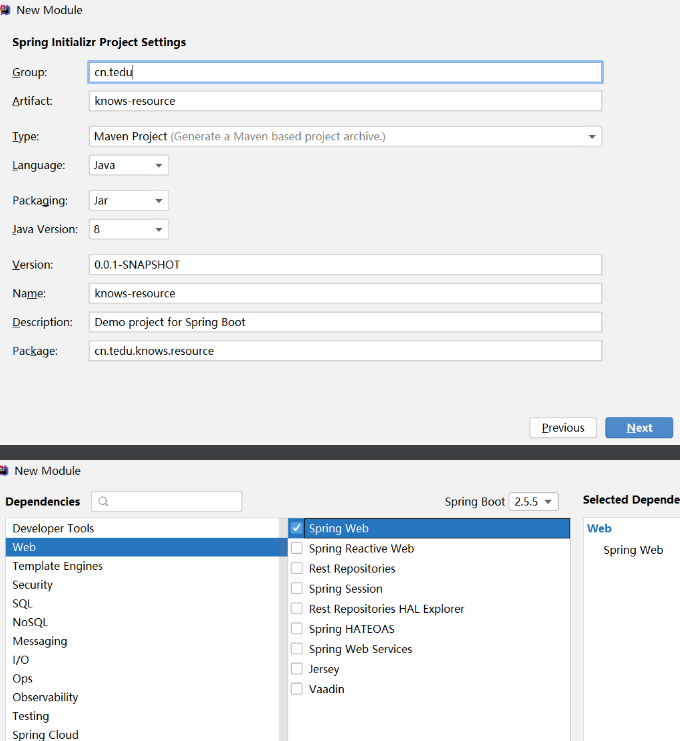 New Module
Spring Initializr Project Settings
Group: cn.tedu
Artifact: knows-resource
Type: Maven Project (Generate a Maven based project archive.)
Language: Java
Packaging: Jar
Java Version: 8
Version: 0.0.1-SNAPSHOT
Name: knows-resource
Description: Demo project for Spring Boot
Package: cn.tedu.knows.resource
Previous Next
New Module
Dependencies Spring Boot 2.5.5 Selected Depende
Developer Tools Spring Web Web
Web Spring Reactive Web Spring Web
Template Engines Rest Repositories
Security Spring Session
SQL Rest Repositories HAL Explorer
NoSQL Spring HATEOAS
Messaging Spring Web Services
I/O Jersey
Ops Vaadin
Observability
Testing
Spring Cloud